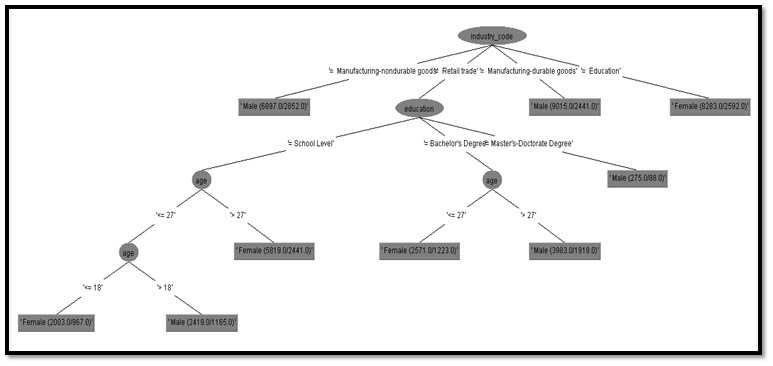 industry_code
'= Manufacturing-nondurable goods' '= Retail trade' '= Manufacturing-durable goods' '= Education'
'Male (6897.0/2852.0)' education 'Male (9015.0/2441.0)' 'Female (8283.0/2592.0)'
'= School Level' '= Bachelor's Degree' '= Master's-Doctorate Degree'
age age 'Male (275.0/88.0)'
'<= 27' '> 27' '<= 27' '> 27'
age 'Female (5819.0/2441.0)' 'Female (2571.0/1223.0)' 'Male (3983.0/1918.0)'
'<= 18' '> 18'
'Female (2003.0/967.0)' 'Male (2419.0/1165.0)'